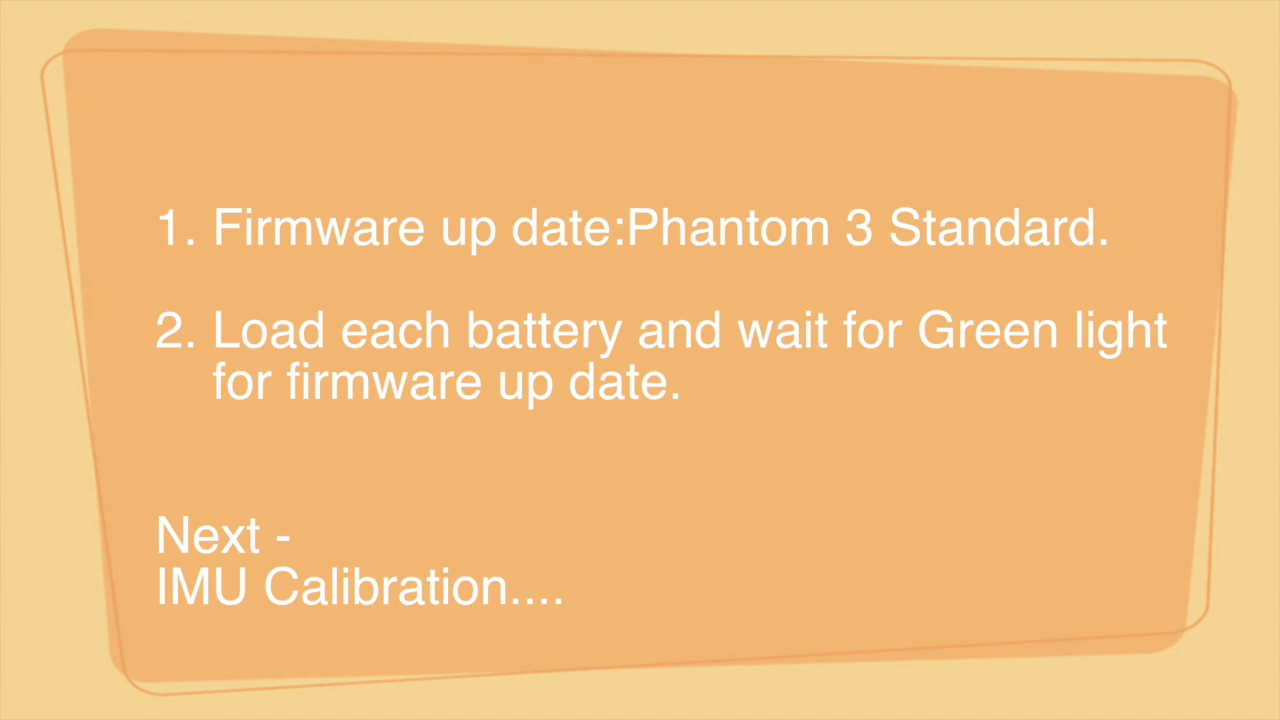 1. Firmware up date:Phantom 3 Standard.
2. Load each battery and wait for Green light
for firmware up date.
Next -
IMU Calibration....